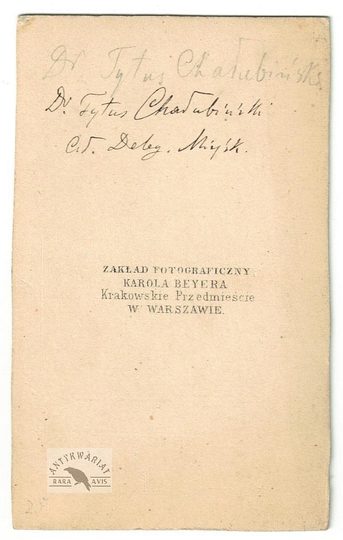 Dr Tytus Chałubiński
Dr Tytus Chałubiński
Deleg. Miejsk.
ZAKŁAD FOTOGRAFICZNY
KAROLA BEYERA
Krakowskie Przedmieście
W WARSZAWIE.
ANTYKWARIAT
RARA AVIS